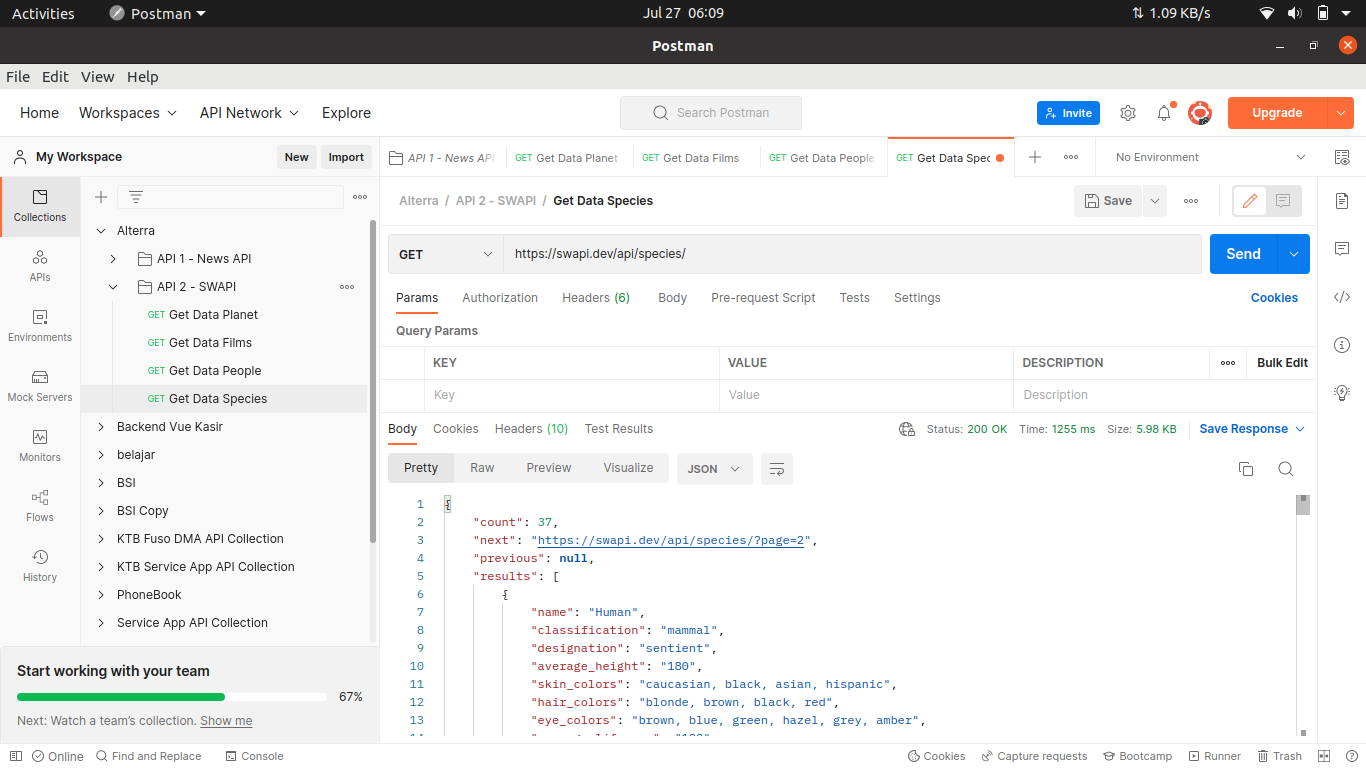 Activities Postman Jul 27 06:09 1.09 KB/s
Postman
File Edit View Help
Home Workspaces API Network Explore Search Postman Invite Upgrade
My Workspace New Import API 1 - News API GET Get Data Planet GET Get Data Films GET Get Data People GET Get Data Spec No Environment
Collections
APIs
Environments
Mock Servers
Monitors
Flows
History
Alterra
API 1 - News API
API 2 - SWAPI
GET Get Data Planet
GET Get Data Films
GET Get Data People
GET Get Data Species
Backend Vue Kasir
belajar
BSI
BSI Copy
KTB Fuso DMA API Collection
KTB Service App API Collection
PhoneBook
Service App API Collection
Start working with your team
67%
Next: Watch a team's collection. Show me
Alterra / API 2 - SWAPI / Get Data Species Save
GET https://swapi.dev/api/species/ Send
Params Authorization Headers (6) Body Pre-request Script Tests Settings Cookies
Query Params
KEY VALUE DESCRIPTION Bulk Edit
Key Value Description
Body Cookies Headers (10) Test Results Status: 200 OK Time: 1255 ms Size: 5.98 KB Save Response
Pretty Raw Preview Visualize JSON
1 {
2 "count": 37,
3 "next": "https://swapi.dev/api/species/?page=2",
4 "previous": null,
5 "results": [
6 {
7 "name": "Human",
8 "classification": "mammal",
9 "designation": "sentient",
10 "average_height": "180",
11 "skin_colors": "caucasian, black, asian, hispanic",
12 "hair_colors": "blonde, brown, black, red",
13 "eye_colors": "brown, blue, green, hazel, grey, amber",
Online Find and Replace Console Cookies Capture requests Bootcamp Runner Trash